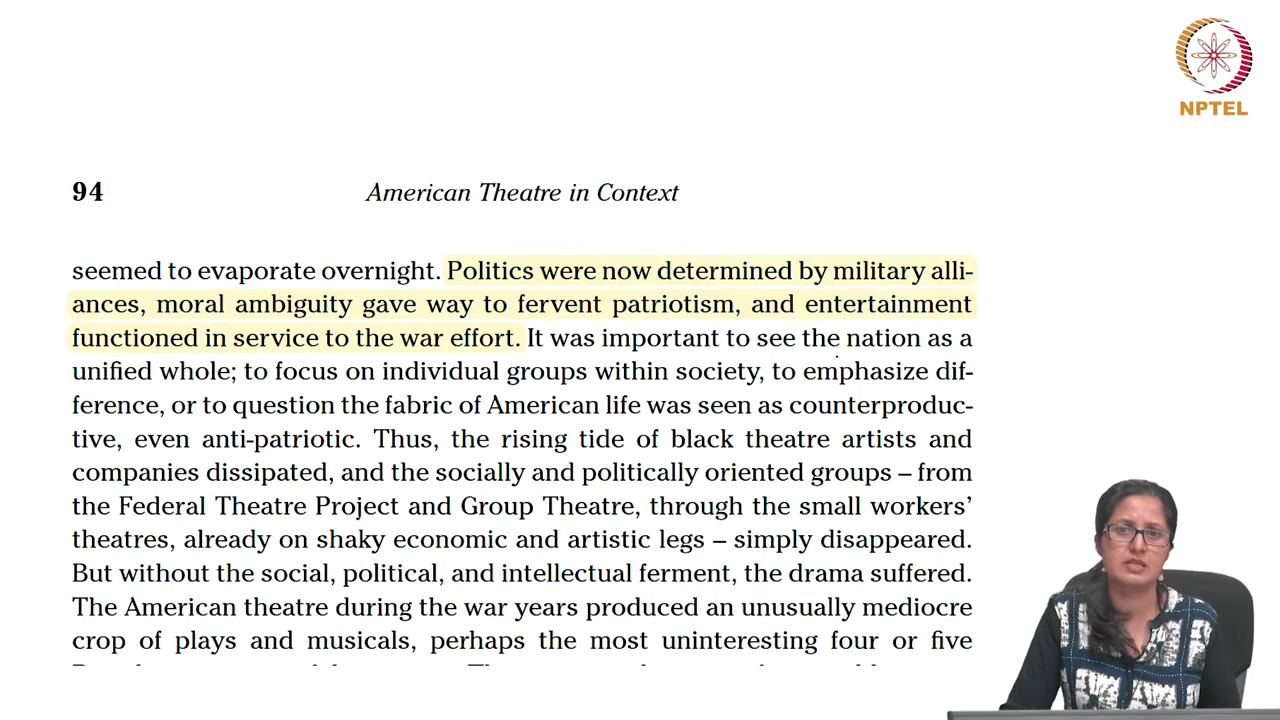 NPTEL
94 American Theatre in Context
seemed to evaporate overnight. Politics were now determined by military alli-
ances, moral ambiguity gave way to fervent patriotism, and entertainment
functioned in service to the war effort. It was important to see the nation as a
unified whole; to focus on individual groups within society, to emphasize dif-
ference, or to question the fabric of American life was seen as counterproduc-
tive, even anti-patriotic. Thus, the rising tide of black theatre artists and
companies dissipated, and the socially and politically oriented groups – from
the Federal Theatre Project and Group Theatre, through the small workers’
theatres, already on shaky economic and artistic legs – simply disappeared.
But without the social, political, and intellectual ferment, the drama suffered.
The American theatre during the war years produced an unusually mediocre
crop of plays and musicals, perhaps the most uninteresting four or five